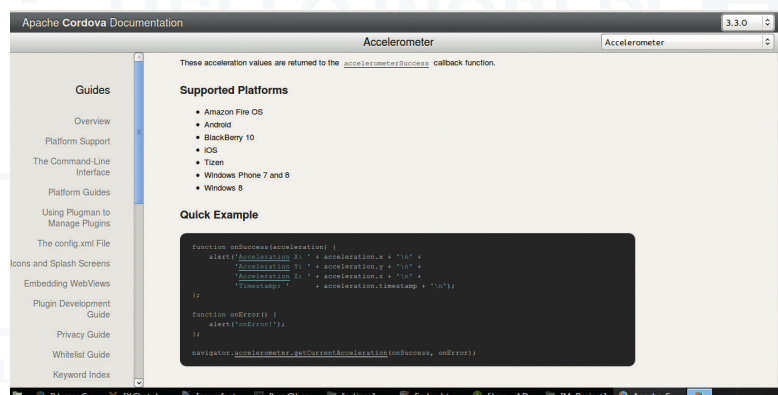 Apache Cordova Documentation
3.3.0
Accelerometer
Accelerometer
Guides
Overview
Platform Support
The Command-Line
Interface
Platform Guides
Using Plugman to
Manage Plugins
The config.xml File
Icons and Splash Screens
Embedding WebViews
Plugin Development
Guide
Privacy Guide
Whitelist Guide
Keyword Index
These acceleration values are returned to the accelerometerSuccess callback function.
Supported Platforms
• Amazon Fire OS
• Android
• BlackBerry 10
• iOS
• Tizen
• Windows Phone 7 and 8
• Windows 8
Quick Example
function onSuccess(acceleration) {
alert('Acceleration X: ' + acceleration.x + '\n' +
'Acceleration Y: ' + acceleration.y + '\n' +
'Acceleration Z: ' + acceleration.z + '\n' +
'Timestamp: ' + acceleration.timestamp + '\n');
};
function onError() {
alert('onError!');
};
navigator.accelerometer.getCurrentAcceleration(onSuccess, onError);